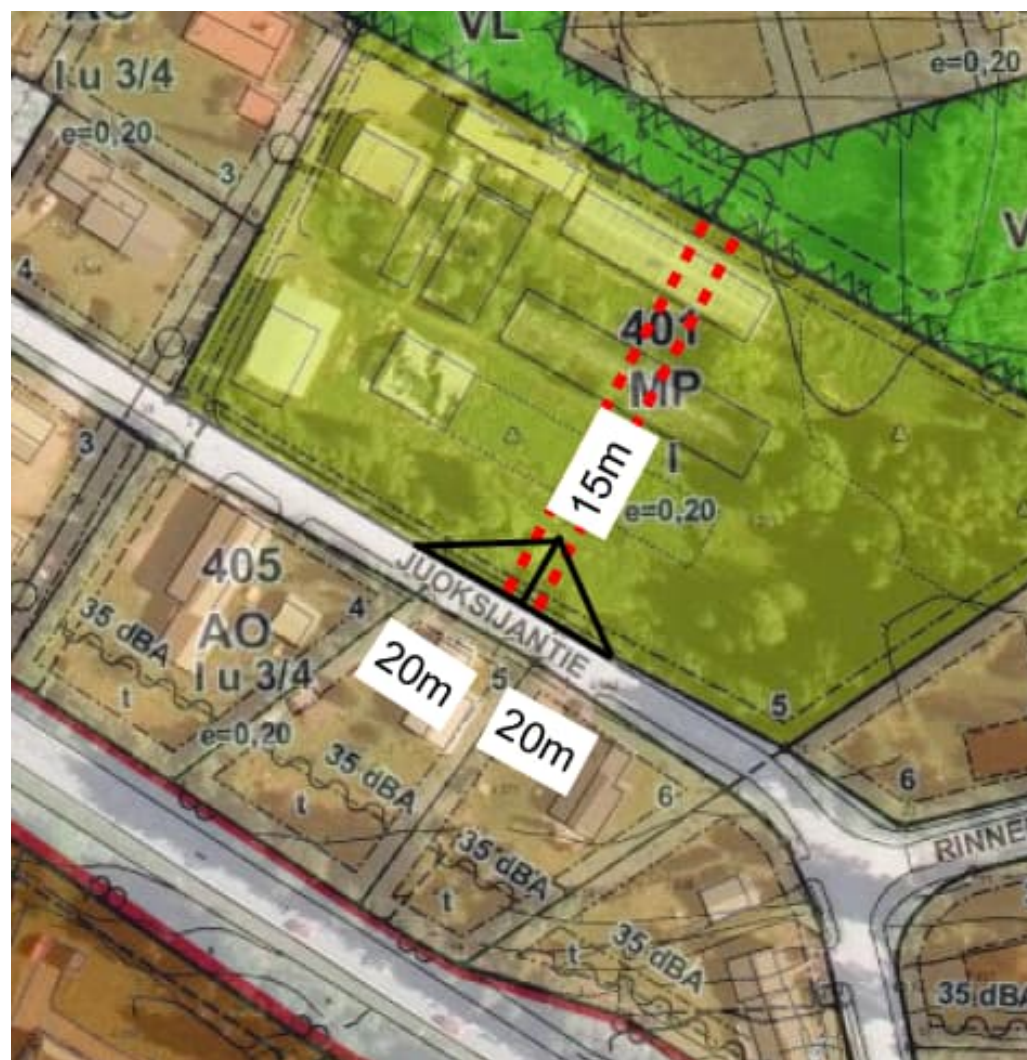 AO
I u 3/4
e=0,20
VL
e=0,20
3
4
3
401
MP
I
e=0,20
15m
JUOKSIJANTIE
405
AO
I u 3/4
e=0,20
35 dBA
t
4
20m
5
20m
35 dBA
t
6
35 dBA
t
5
6
RINNE
35 dBA
t
35 dBA